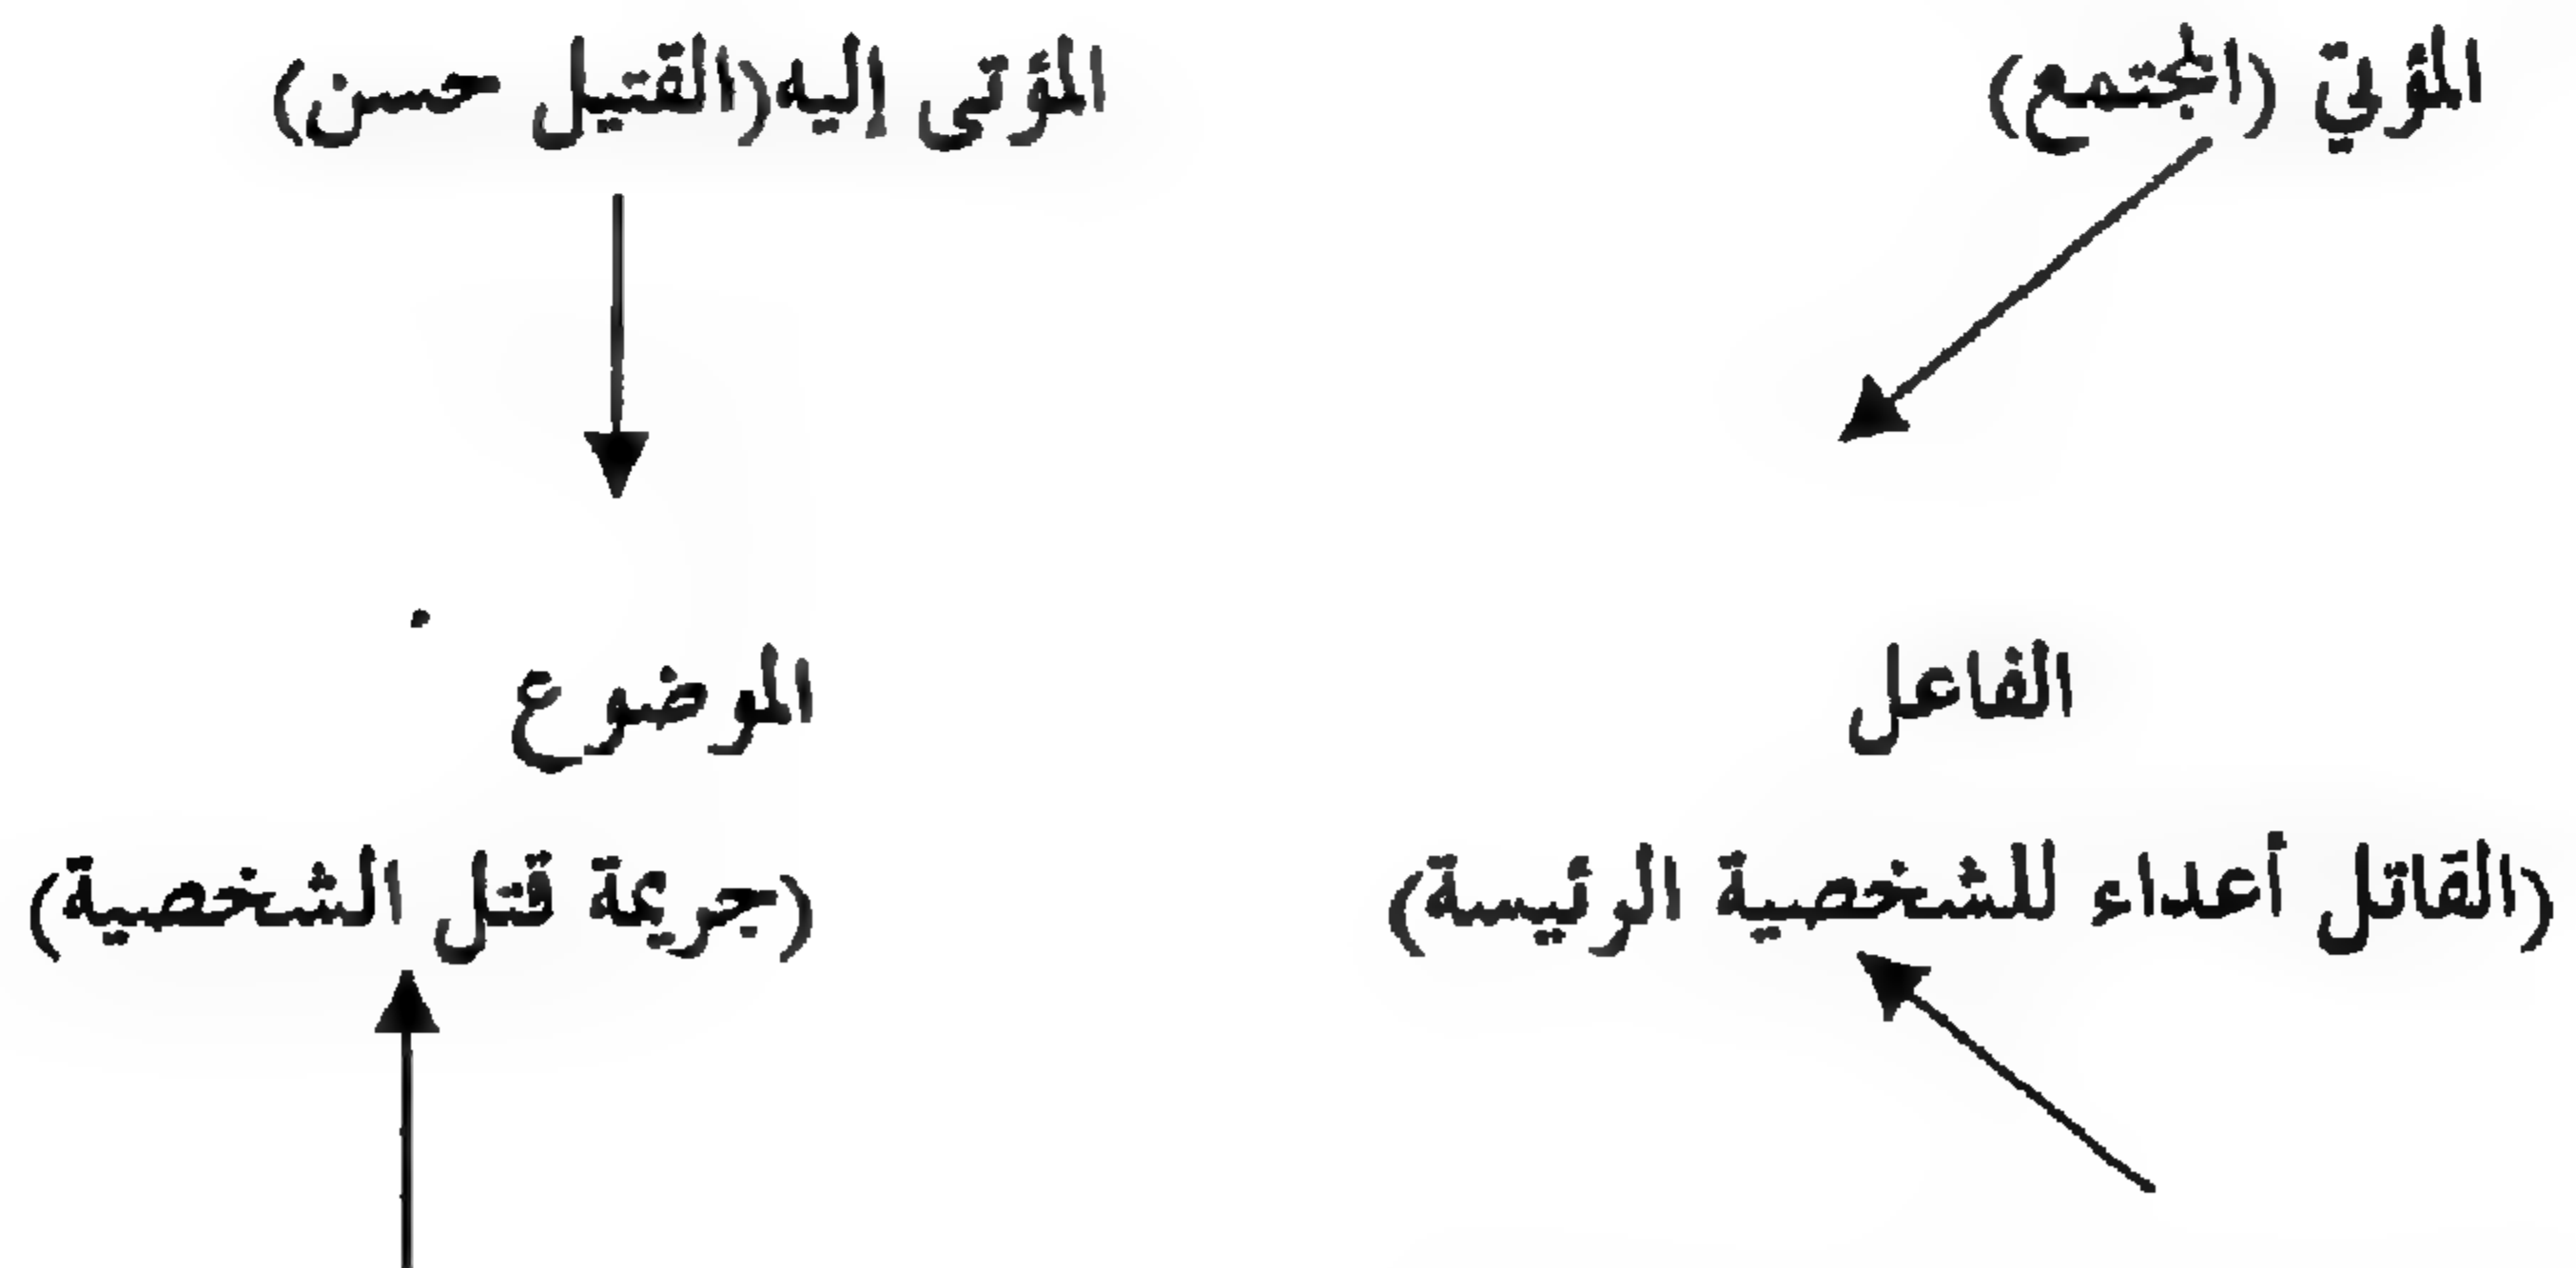 المؤتي (المجتمع) المؤتى إليه(القتيل حسن)
الفاعل الموضوع
(القاتل أعداء للشخصية الرئيسة) (جريمة قتل الشخصية)